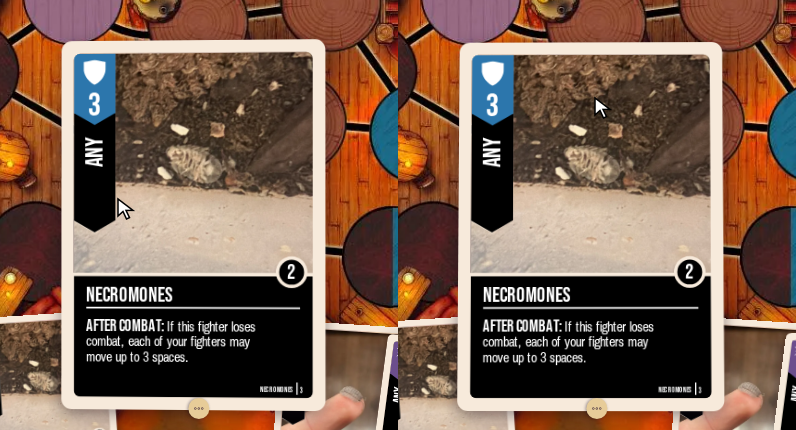 3
ANY
2
NECROMONES
AFTER COMBAT: If this fighter loses
combat, each of your fighters may
move up to 3 spaces.
NECROMONES | 3
3
ANY
2
NECROMONES
AFTER COMBAT: If this fighter loses
combat, each of your fighters may
move up to 3 spaces.
NECROMONES | 3